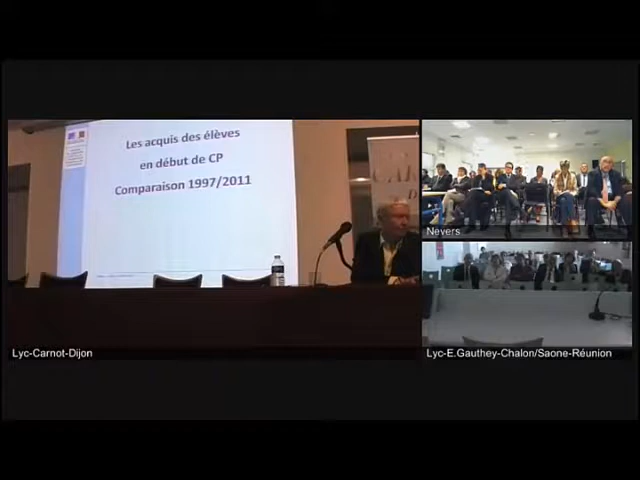 Les acquis des élèves
en début de CP
Comparaison 1997/2011
Nevers
Lyc-Carnot-Dijon
Lyc-E.Gauthey-Chalon/Saone-Réunion